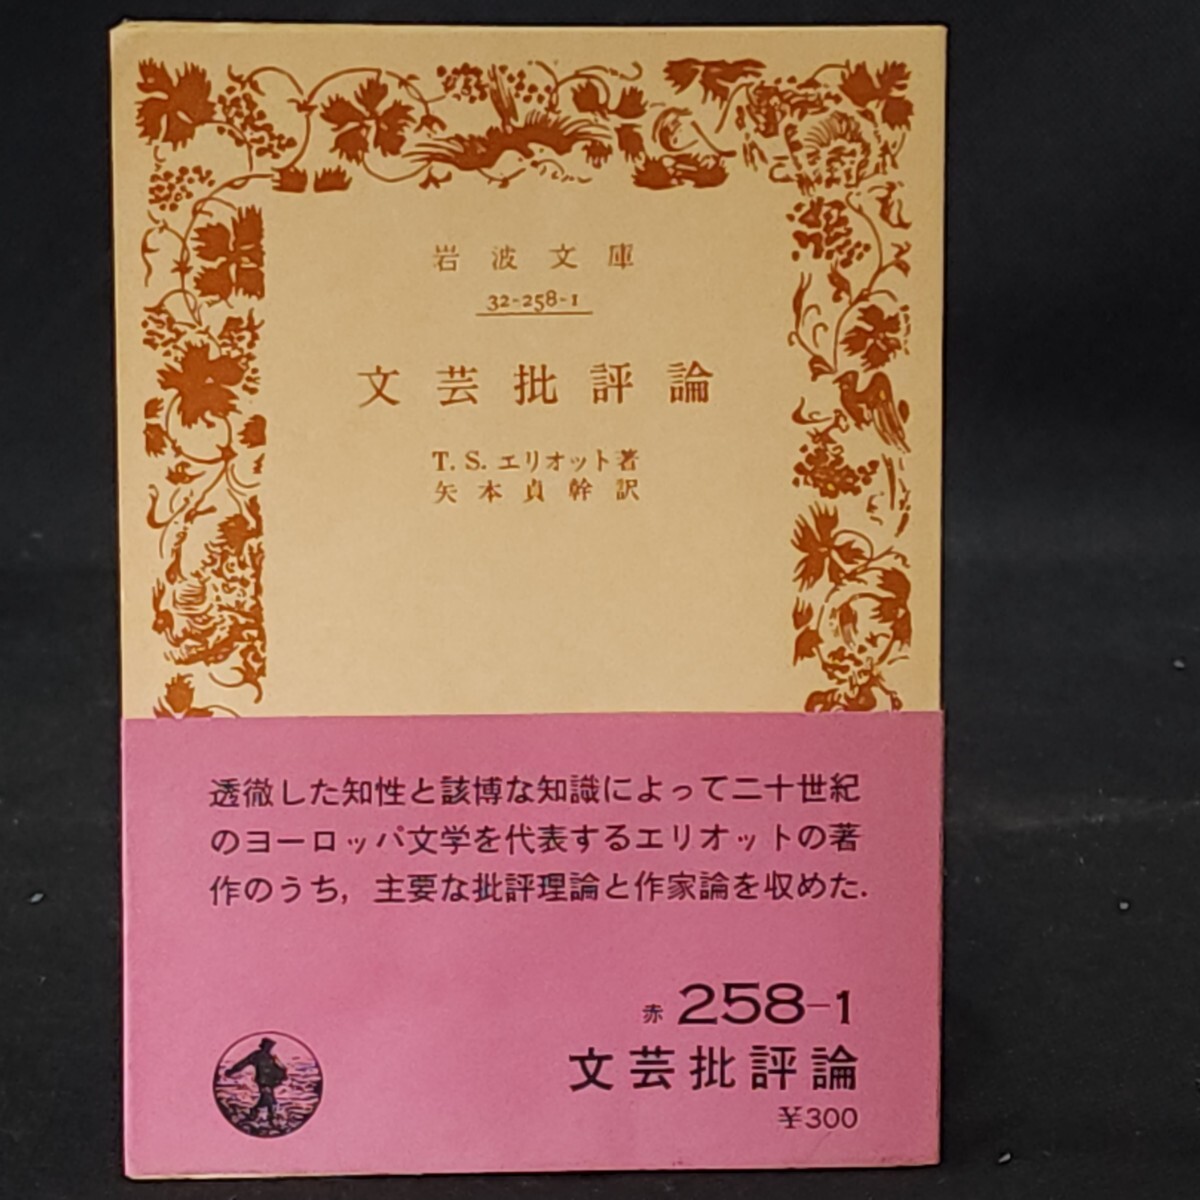 岩波文庫
32-258-1
文芸批評論
T. S. エリオット著
矢本貞幹訳
透徹した知性と該博な知識によって二十世紀
のヨーロッパ文学を代表するエリオットの著
作のうち, 主要な批評理論と作家論を収めた.
赤 258-1
文芸批評論
¥300